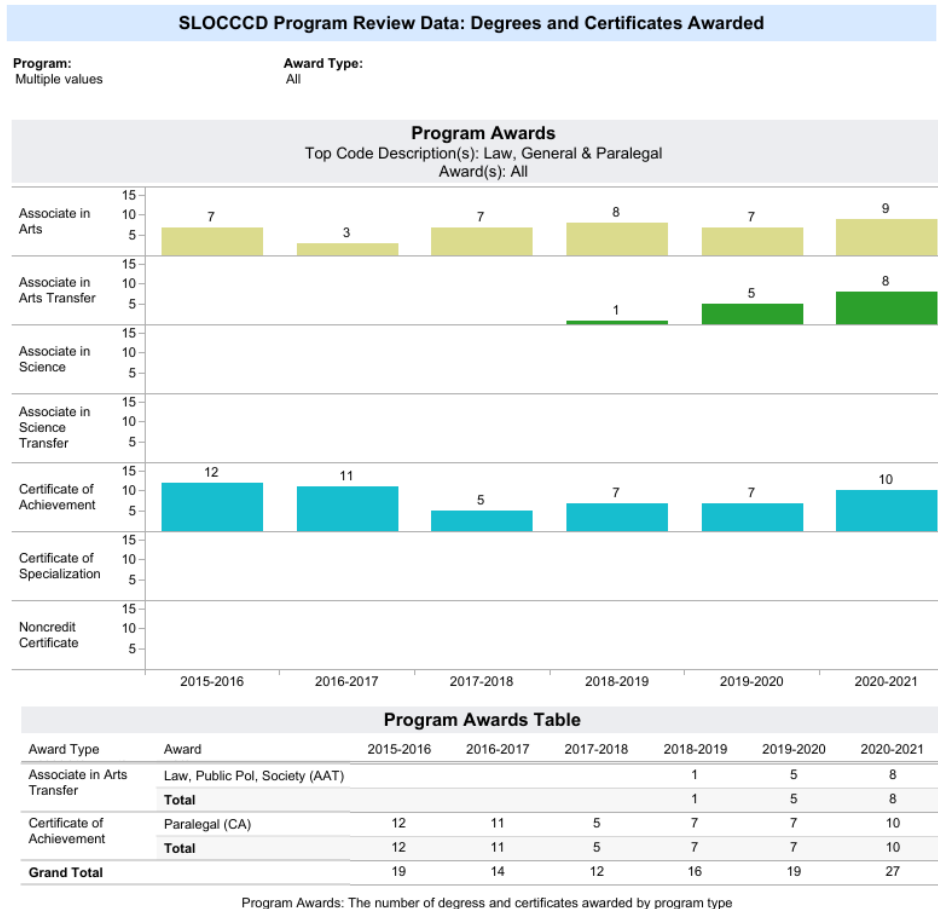 SLOCCCD Program Review Data: Degrees and Certificates Awarded
Program: Award Type:
Multiple values All
Program Awards
Top Code Description(s): Law, General & Paralegal
Award(s): All
Associate in Arts
15
10
5
7 3 7 8 7 9
Associate in Arts Transfer
15
10
5
1 5 8
Associate in Science
15
10
5
Associate in Science Transfer
15
10
5
Certificate of Achievement
15
10
5
12 11 5 7 7 10
Certificate of Specialization
15
10
5
Noncredit Certificate
15
10
5
2015-2016 2016-2017 2017-2018 2018-2019 2019-2020 2020-2021
Program Awards Table
Award Type Award 2015-2016 2016-2017 2017-2018 2018-2019 2019-2020 2020-2021
Associate in Arts Transfer
Law, Public Pol, Society (AAT) 1 5 8
Total 1 5 8
Certificate of Achievement
Paralegal (CA) 12 11 5 7 7 10
Total 12 11 5 7 7 10
Grand Total 19 14 12 16 19 27
Program Awards: The number of degress and certificates awarded by program type